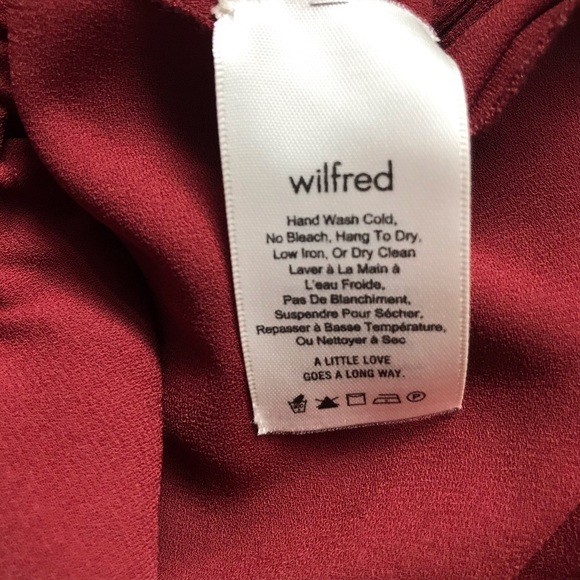 wilfred
Hand Wash Cold,
No Bleach, Hang To Dry,
Low Iron, Or Dry Clean
Laver à La Main à
L'eau Froide,
Pas De Blanchiment,
Suspendre Pour Sécher,
Repasser à Basse Température,
Ou Nettoyer à Sec
A LITTLE LOVE
GOES A LONG WAY.
P